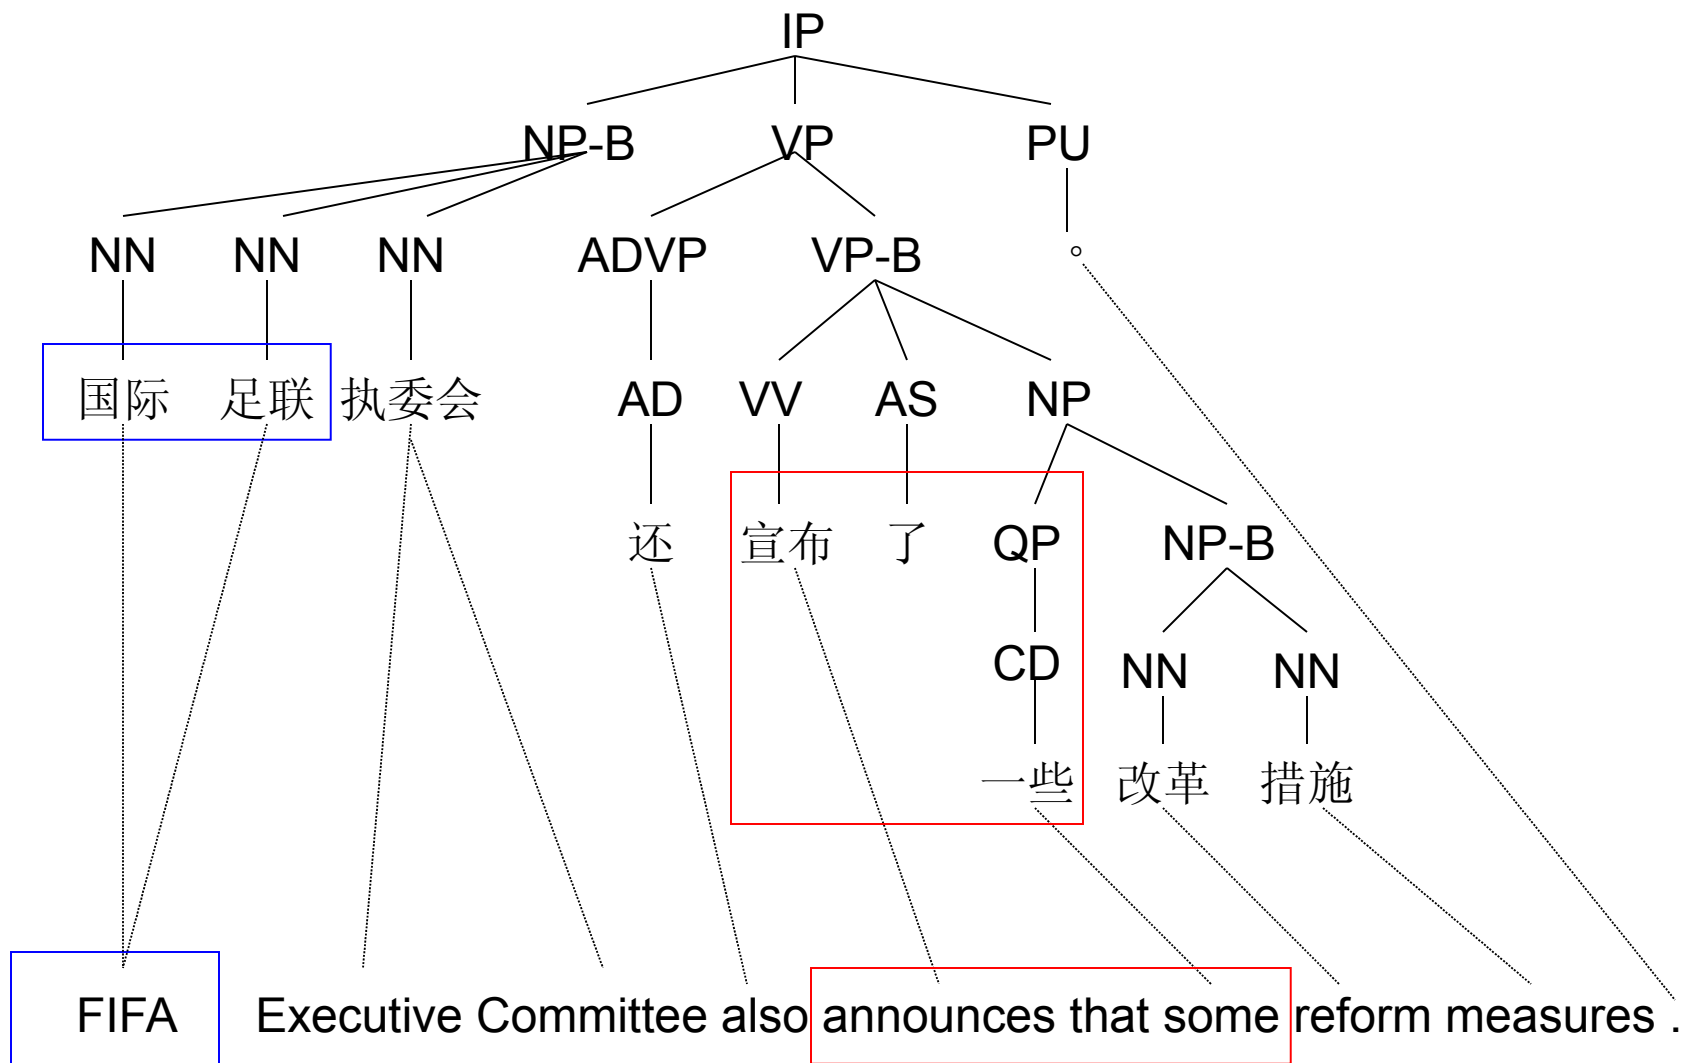 IP
NP-B VP PU
NN NN NN ADVP VP-B 。
国际 足联 执委会 AD VV AS NP
还 宣布 了 QP NP-B
CD NN NN
一些 改革 措施
FIFA Executive Committee also announces that some reform measures .